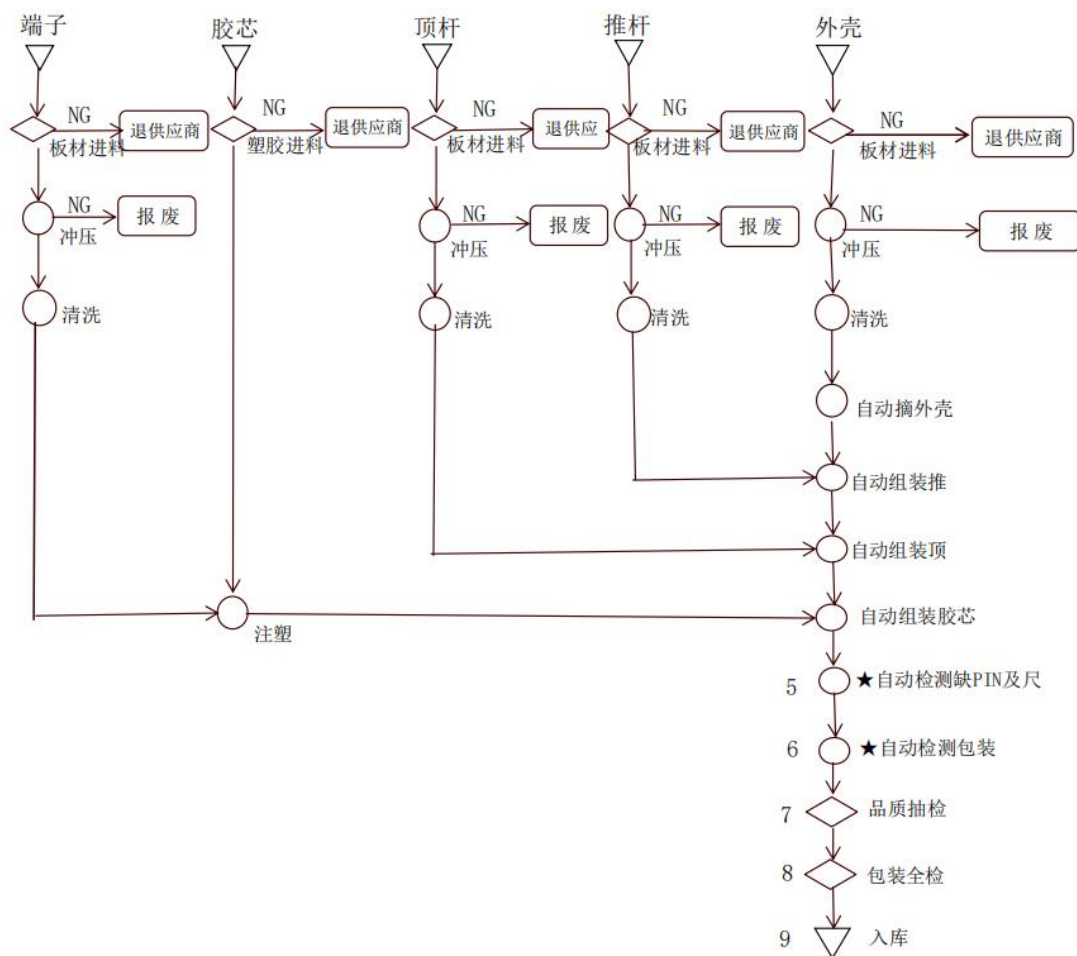 端子
胶芯
顶杆
推杆
外壳
NG
退供应商
NG
退供应商
NG
退供应
NG
退供应商
NG
退供应商
板材进料
塑胶进料
板材进料
板材进料
板材进料
NG
报废
NG
报废
NG
报废
NG
报废
冲压
冲压
冲压
冲压
清洗
清洗
清洗
清洗
自动摘外壳
自动组装推
自动组装顶
自动组装胶芯
注塑
5 ★自动检测缺PIN及尺
6 ★自动检测包装
7 品质抽检
8 包装全检
9 入库